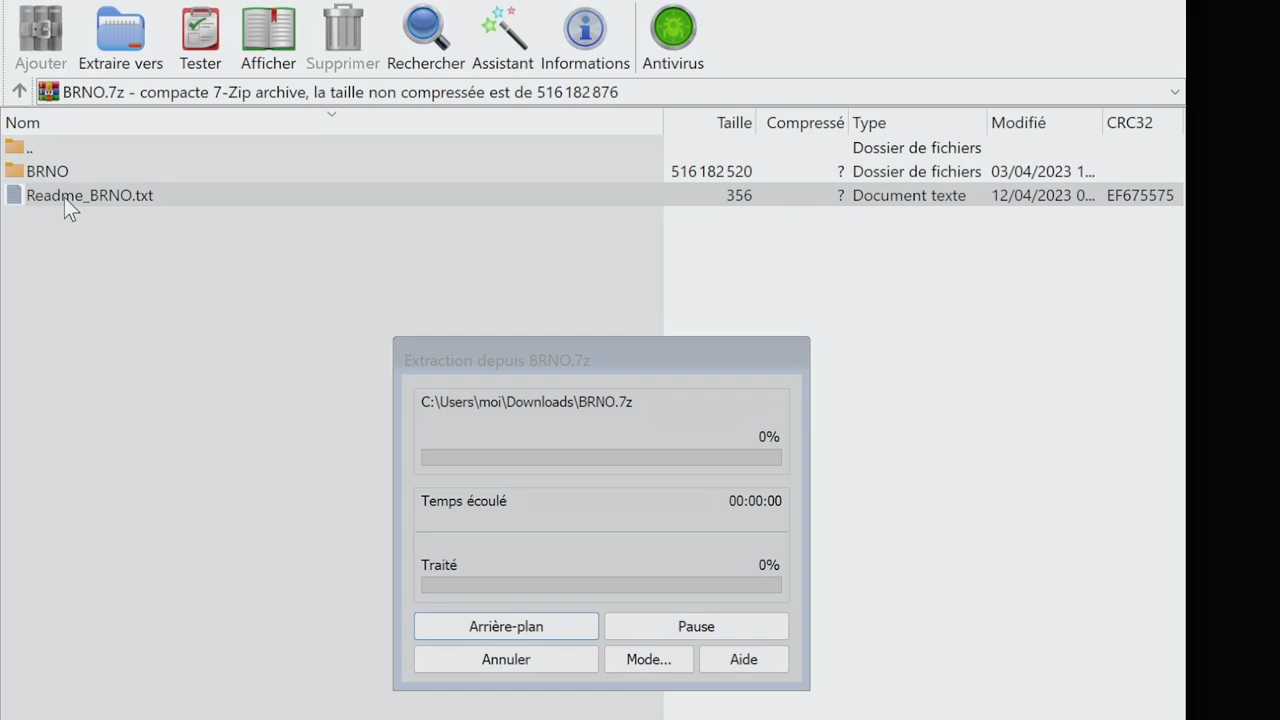 Ajouter Extraire vers Tester Afficher Supprimer Rechercher Assistant Informations Antivirus
BRNO.7z - compacte 7-Zip archive, la taille non compressée est de 516 182 876
Nom Taille Compressé Type Modifié CRC32
.. Dossier de fichiers
BRNO 516 182 520 ? Dossier de fichiers 03/04/2023 1...
Readme_BRNO.txt 356 ? Document texte 12/04/2023 0... EF675575
Extraction depuis BRNO.7z
C:\Users\moi\Downloads\BRNO.7z
0%
Temps écoulé 00:00:00
Traité 0%
Arrière-plan Pause
Annuler Mode... Aide